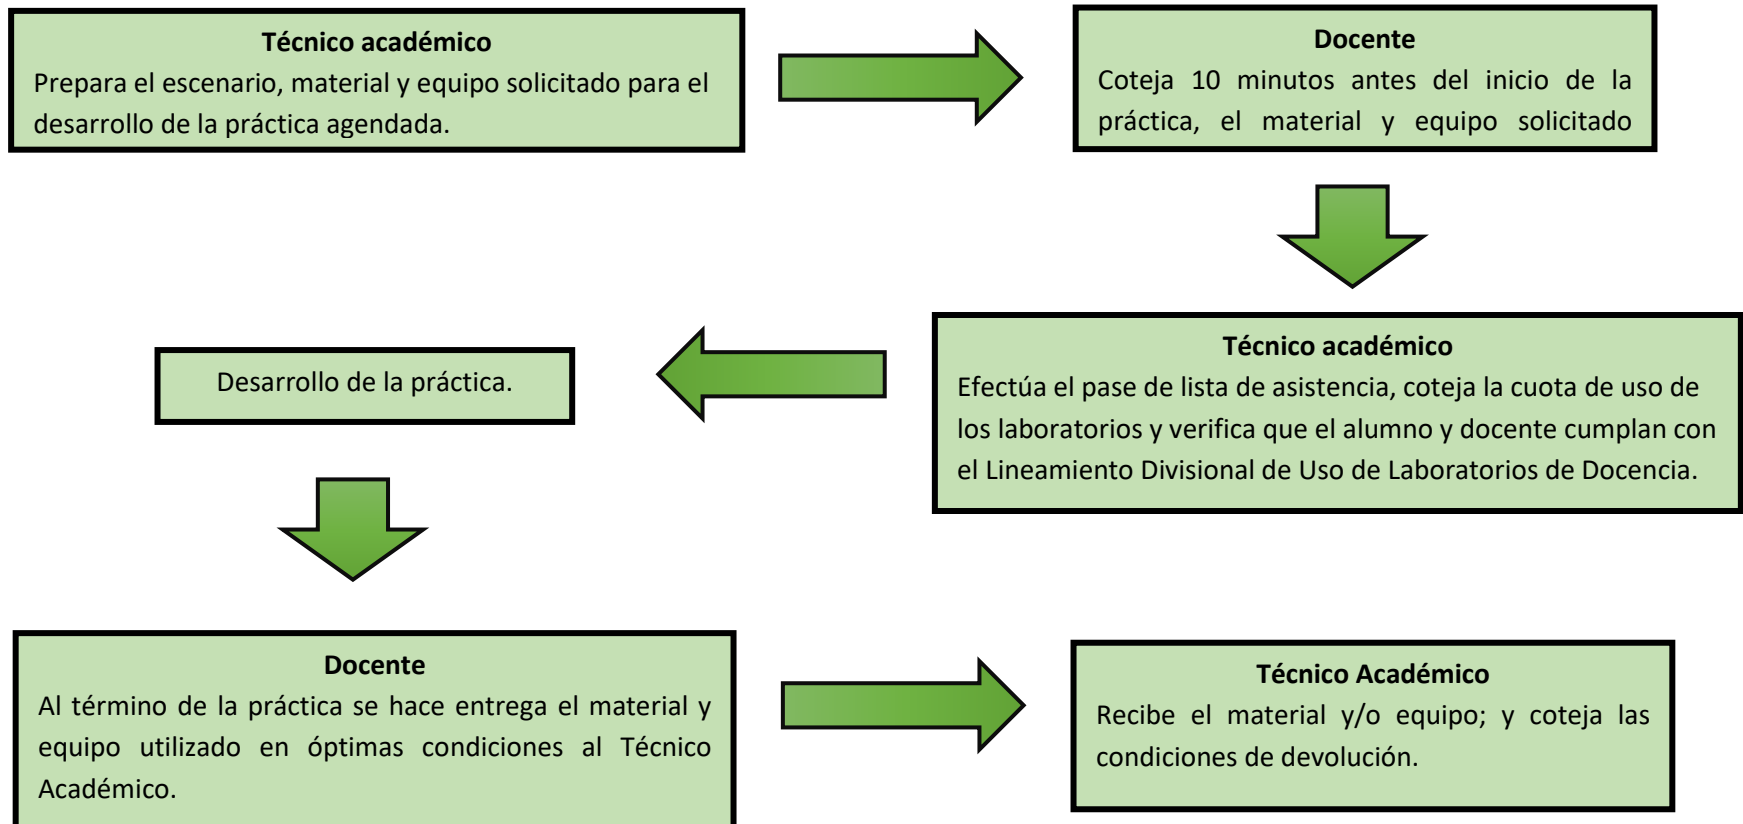 Técnico académico
Prepara el escenario, material y equipo solicitado para el
desarrollo de la práctica agendada.
Docente
Coteja 10 minutos antes del inicio de la
práctica, el material y equipo solicitado
Técnico académico
Efectúa el pase de lista de asistencia, coteja la cuota de uso de
los laboratorios y verifica que el alumno y docente cumplan con
el Lineamiento Divisional de Uso de Laboratorios de Docencia.
Desarrollo de la práctica.
Docente
Al término de la práctica se hace entrega el material y
equipo utilizado en óptimas condiciones al Técnico
Académico.
Técnico Académico
Recibe el material y/o equipo; y coteja las
condiciones de devolución.